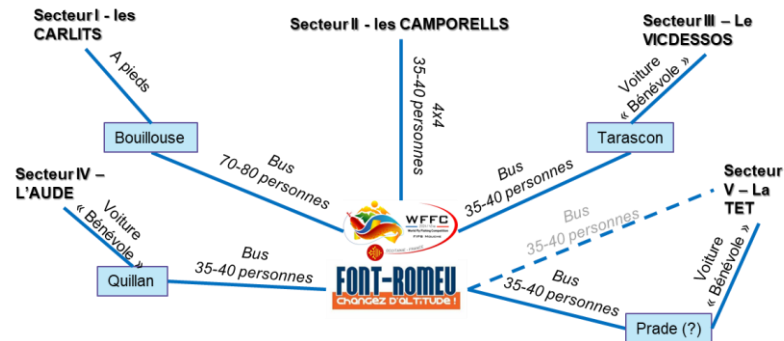 Secteur I - les
CARLITS
Secteur II - les CAMPORELLS
Secteur III – Le
VICDESSOS
A pieds
4x4
35-40 personnes
Voiture
« Bénévole »
Bouillouse
Tarascon
Bus
70-80 personnes
Bus
35-40 personnes
Secteur IV –
L'AUDE
Secteur
V – La
TET
Voiture
« Bénévole »
Bus
35-40 personnes
WFFC
Quillan
Bus
35-40 personnes
FONT-ROMEU
CHANGEZ D'ALTITUDE !
Bus
35-40 personnes
Voiture
« Bénévole »
Prade (?)